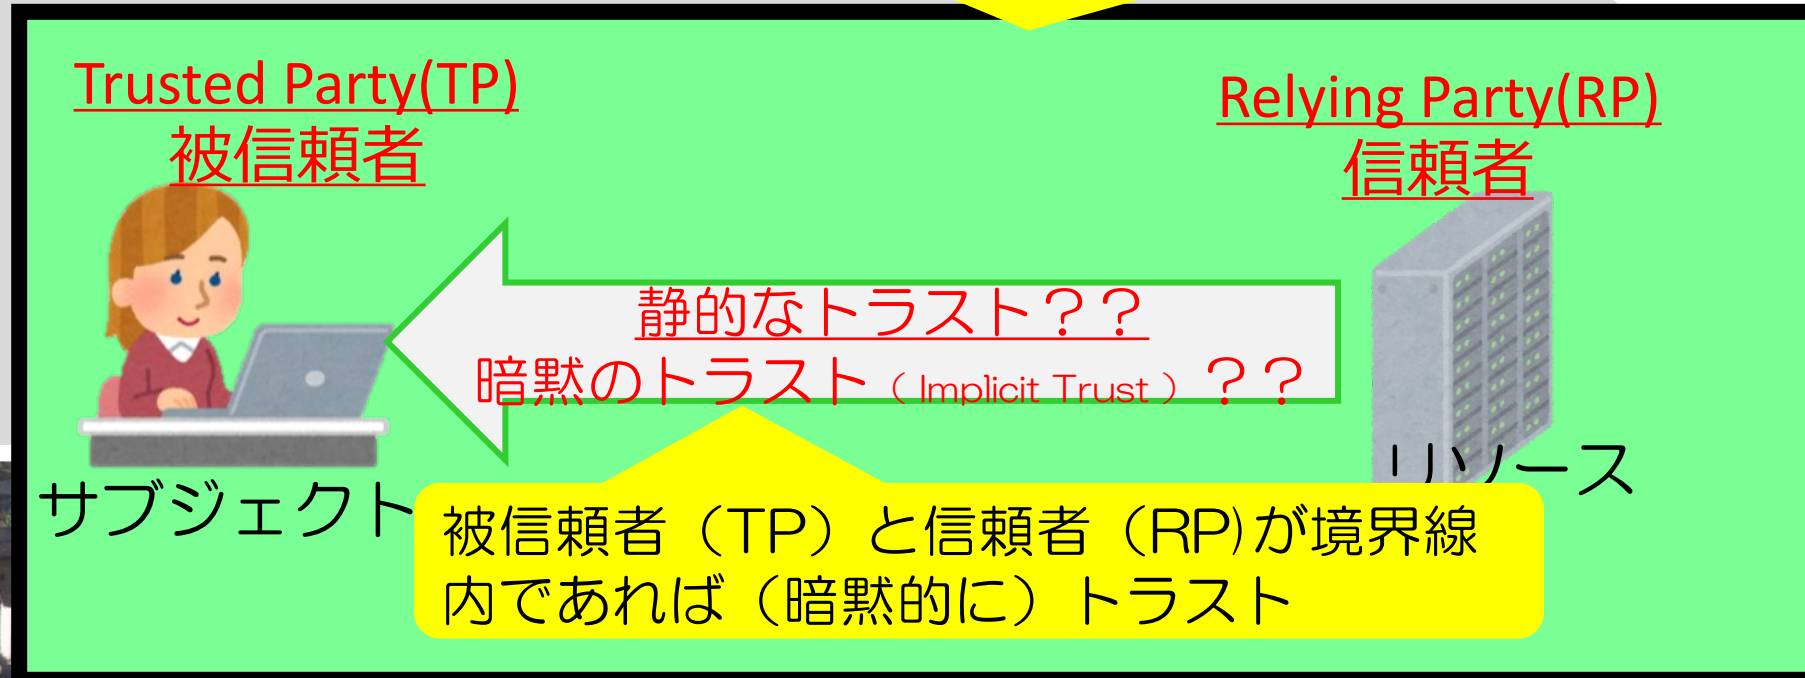 Trusted Party(TP)
被信頼者
Relying Party(RP)
信頼者
静的なトラスト？？
暗黙のトラスト（Implicit Trust）？？
サブジェクト
リソース
被信頼者（TP）と信頼者（RP)が境界線
内であれば（暗黙的に）トラスト